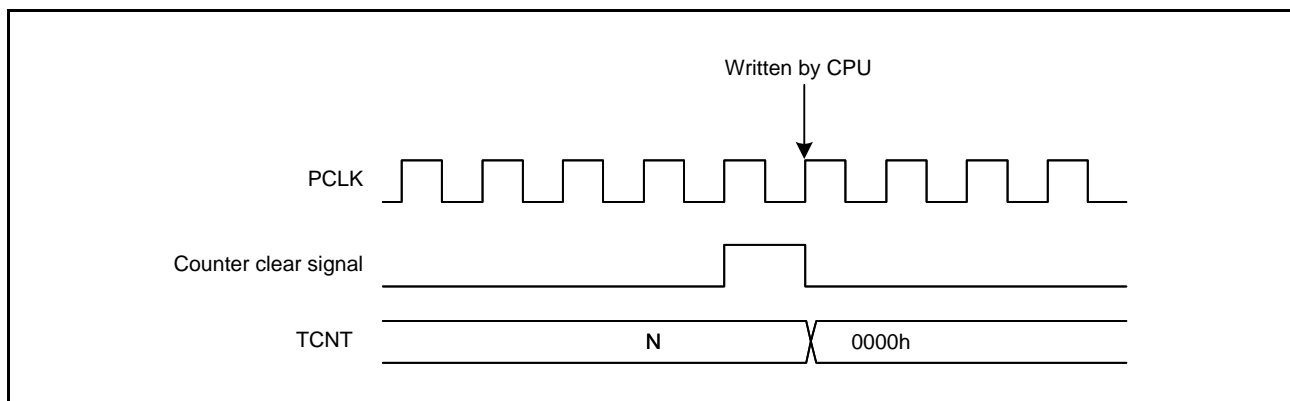 Written by CPU
PCLK
Counter clear signal
TCNT N 0000h